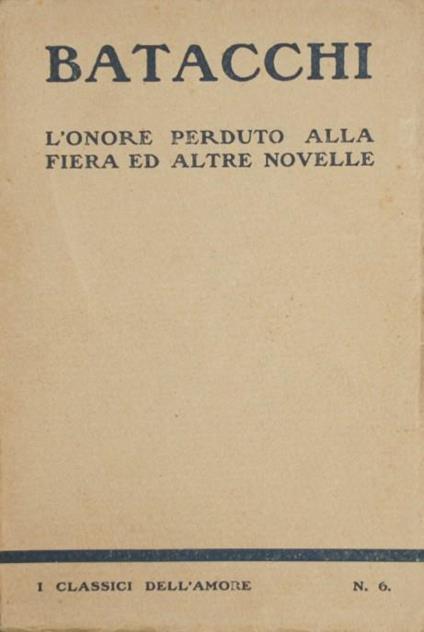 BATACCHI
L'ONORE PERDUTO ALLA
FIERA ED ALTRE NOVELLE
I CLASSICI DELL'AMORE N. 6.